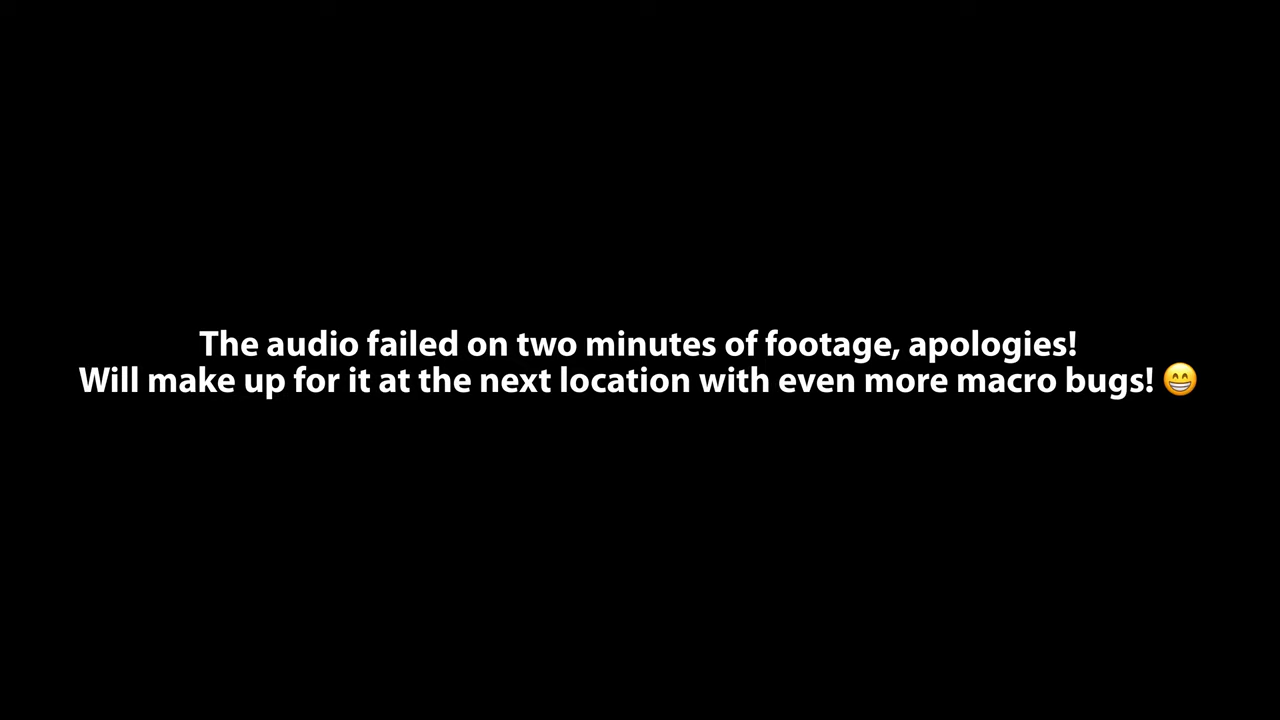 The audio failed on two minutes of footage, apologies!
Will make up for it at the next location with even more macro bugs! 😁